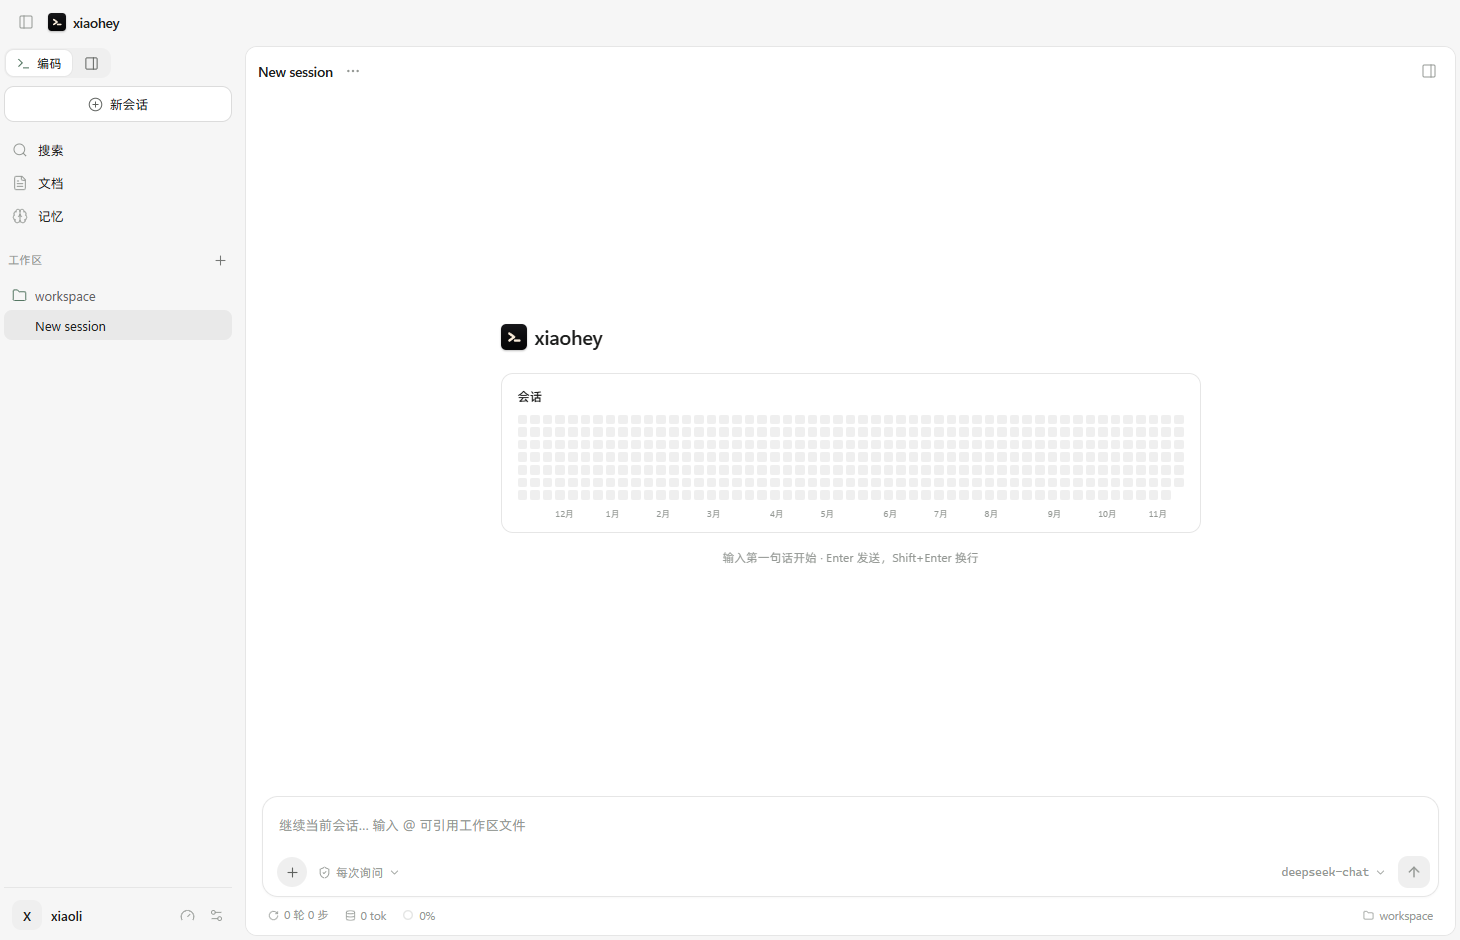 xiaohey
编码
新会话
搜索
文档
记忆
工作区
workspace
New session
X xiaoli
New session
xiaohey
会话
12月 1月 2月 3月 4月 5月 6月 7月 8月 9月 10月 11月
输入第一句话开始 · Enter 发送，Shift+Enter 换行
继续当前会话... 输入 @ 可引用工作区文件
每次询问 deepseek-chat
0 轮 0 步 0 tok 0% workspace